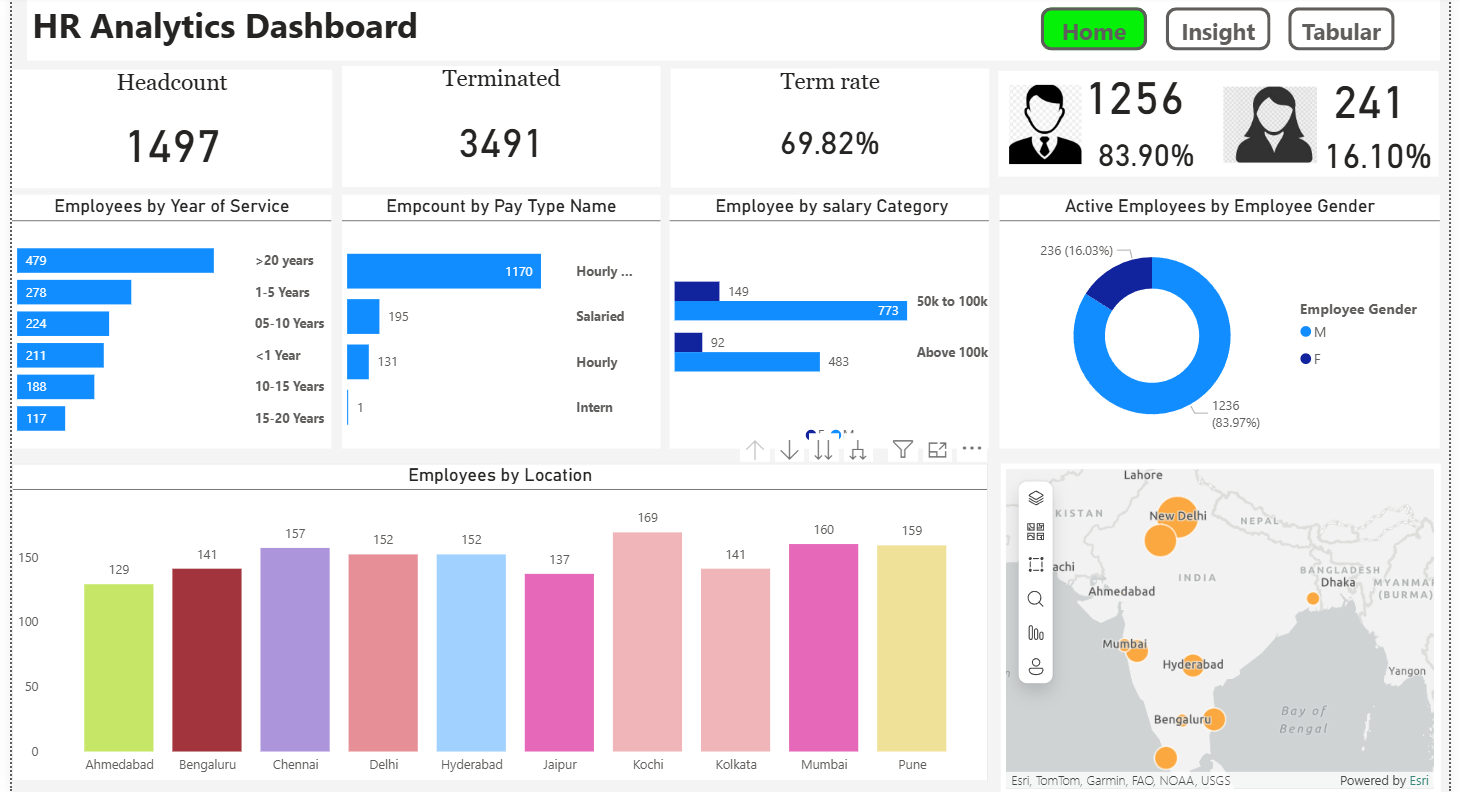 HR Analytics Dashboard
Home
Insight
Tabular
Headcount
1497
Terminated
3491
Term rate
69.82%
1256
83.90%
241
16.10%
Employees by Year of Service
479 >20 years
278 1-5 Years
224 05-10 Years
211 <1 Year
188 10-15 Years
117 15-20 Years
Empcount by Pay Type Name
1170 Hourly ...
195 Salaried
131 Hourly
1 Intern
Employee by salary Category
149
773
50k to 100k
92
483
Above 100k
Active Employees by Employee Gender
236 (16.03%)
1236
(83.97%)
Employee Gender
M
F
Employees by Location
150
100
50
0
129
141
157
152
152
137
169
141
160
159
Ahmedabad
Bengaluru
Chennai
Delhi
Hyderabad
Jaipur
Kochi
Kolkata
Mumbai
Pune
Lahore
KISTAN
New Delhi
NEPAL
achi
INDIA
BANGLADESH
Dhaka
MYANMA
(BURMA)
Ahmedabad
Mumbai
Hyderabad
Yangon
Bengaluru
Bay of
Bengal
Esri, TomTom, Garmin, FAO, NOAA, USGS
Powered by Esri